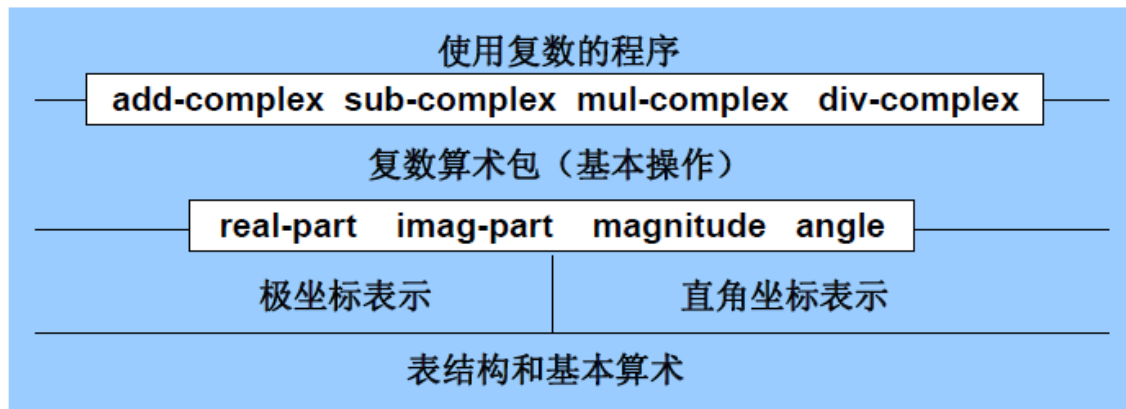 使用复数的程序
add-complex sub-complex mul-complex div-complex
复数算术包（基本操作）
real-part imag-part magnitude angle
极坐标表示 直角坐标表示
表结构和基本算术